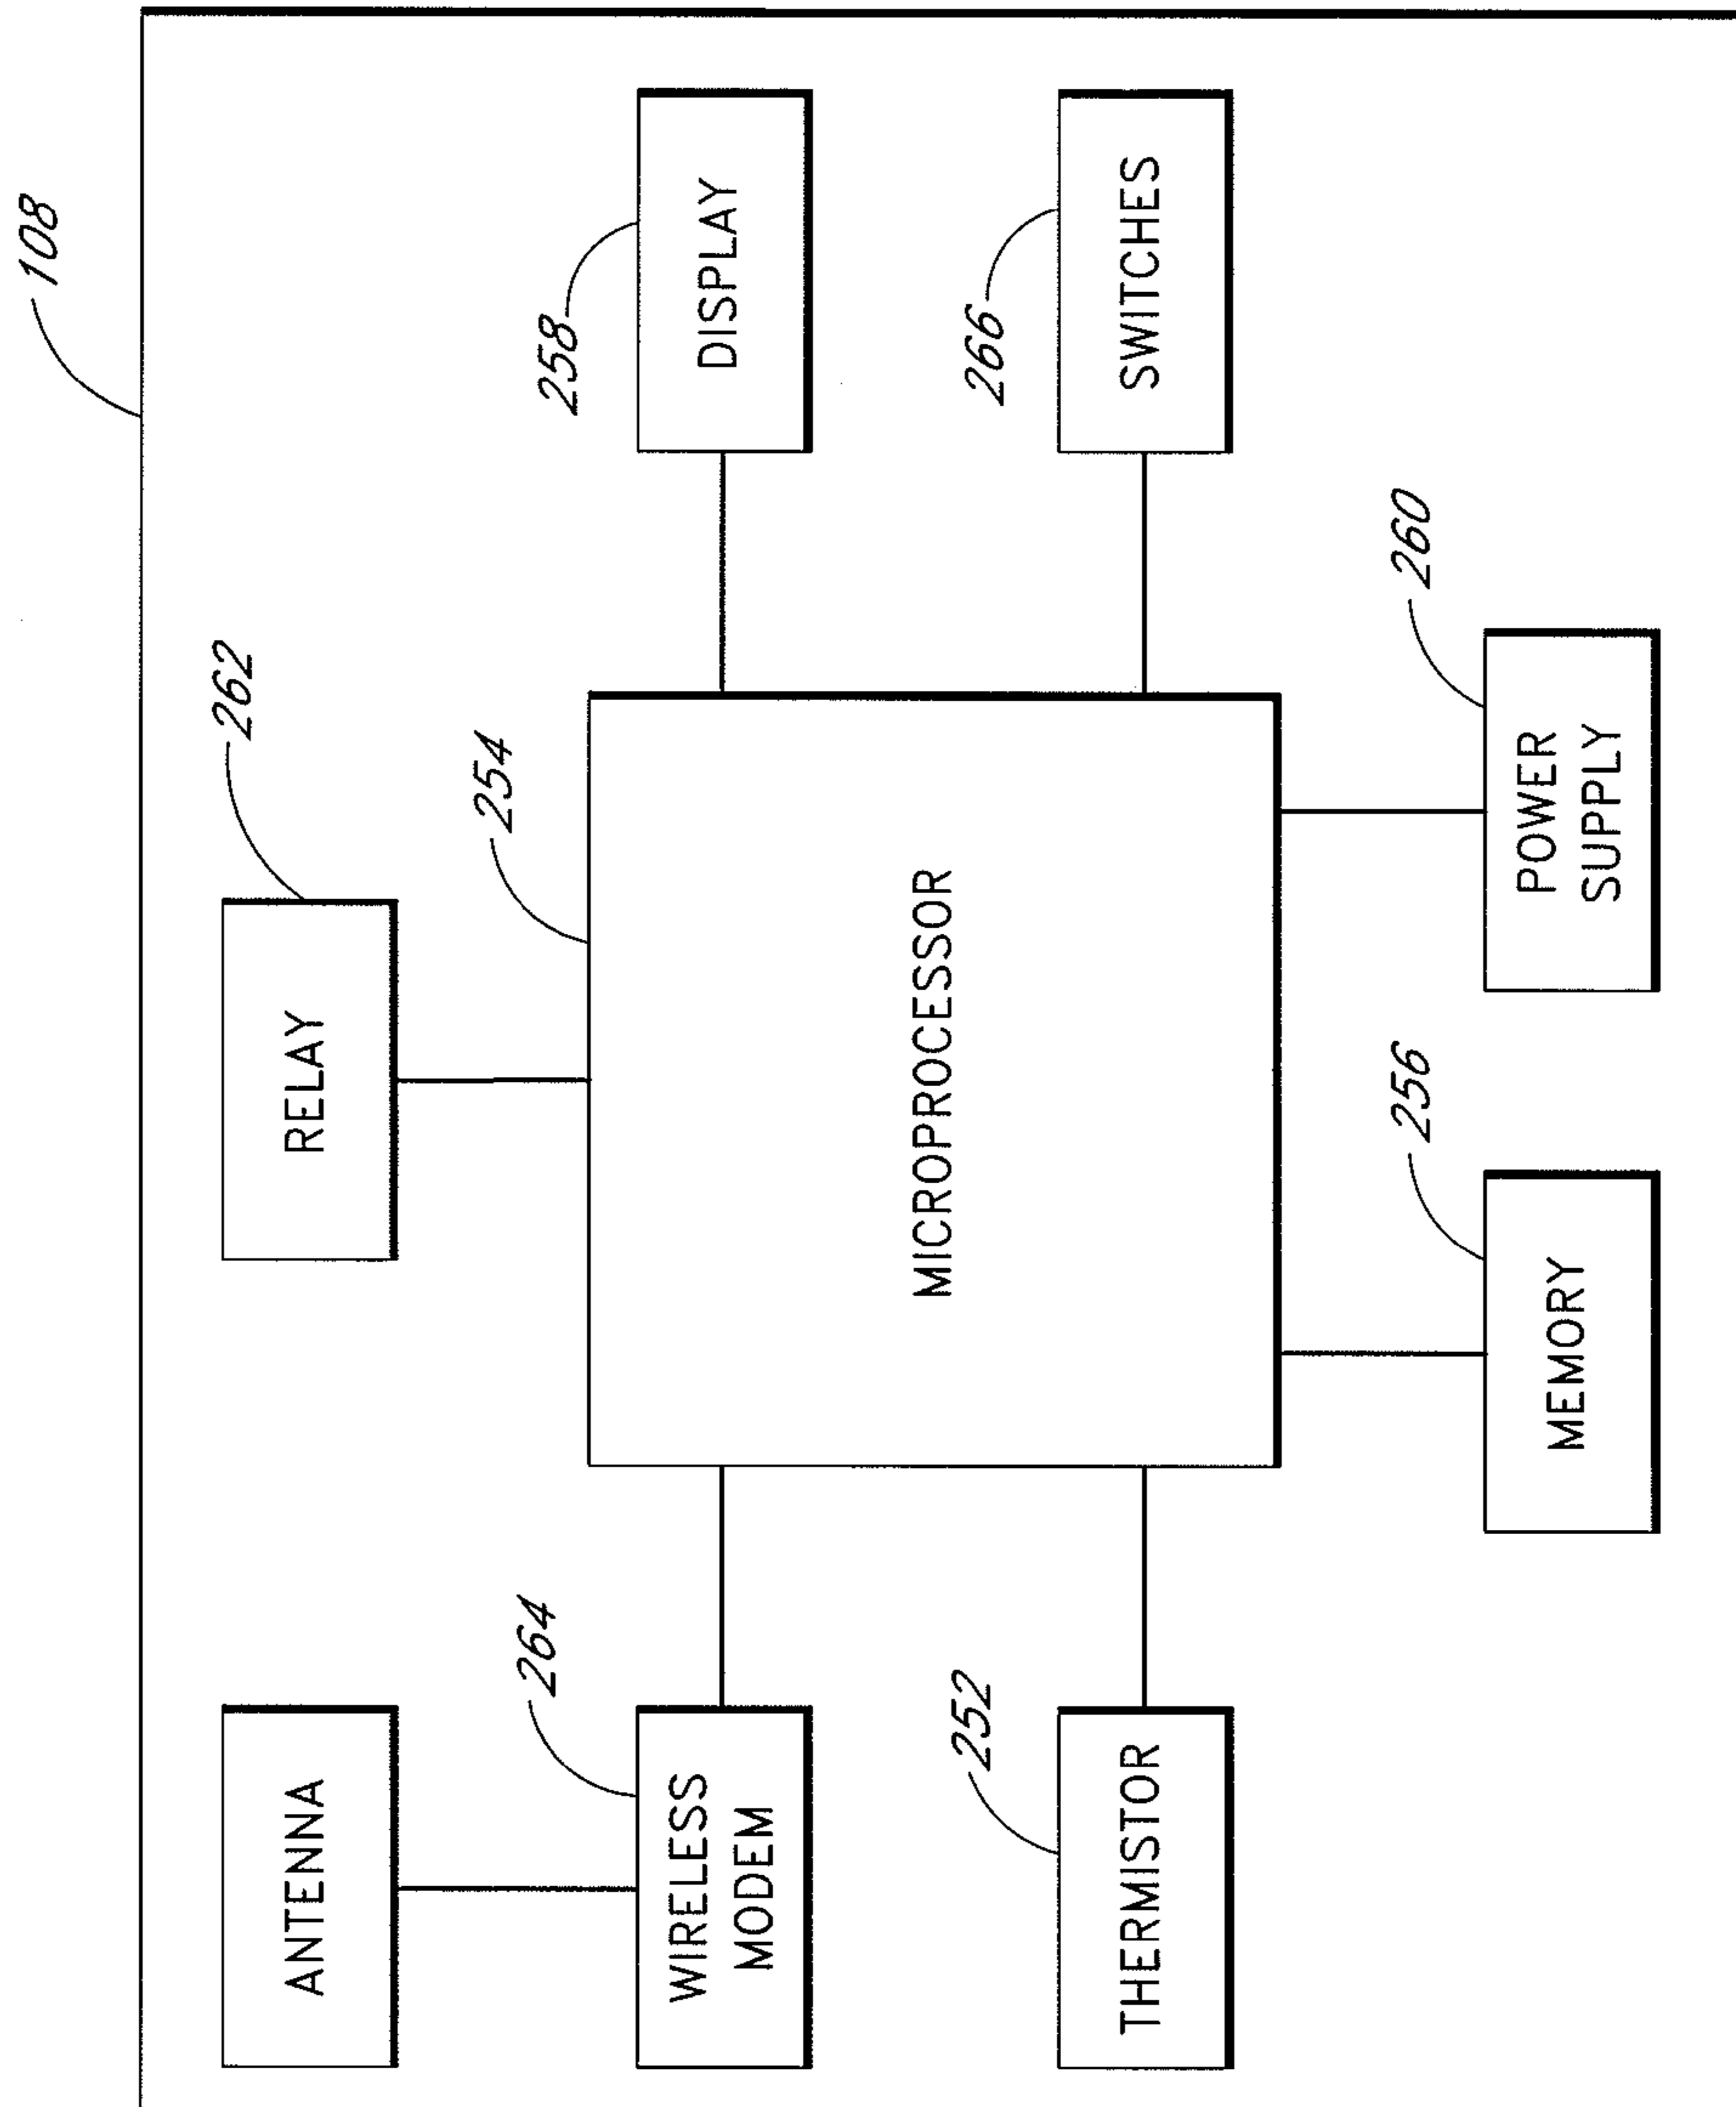 108
ANTENNA
RELAY
262
264
WIRELESS
MODEM
254
258
DISPLAY
MICROPROCESSOR
252
THERMISTOR
266
SWITCHES
256
MEMORY
260
POWER
SUPPLY